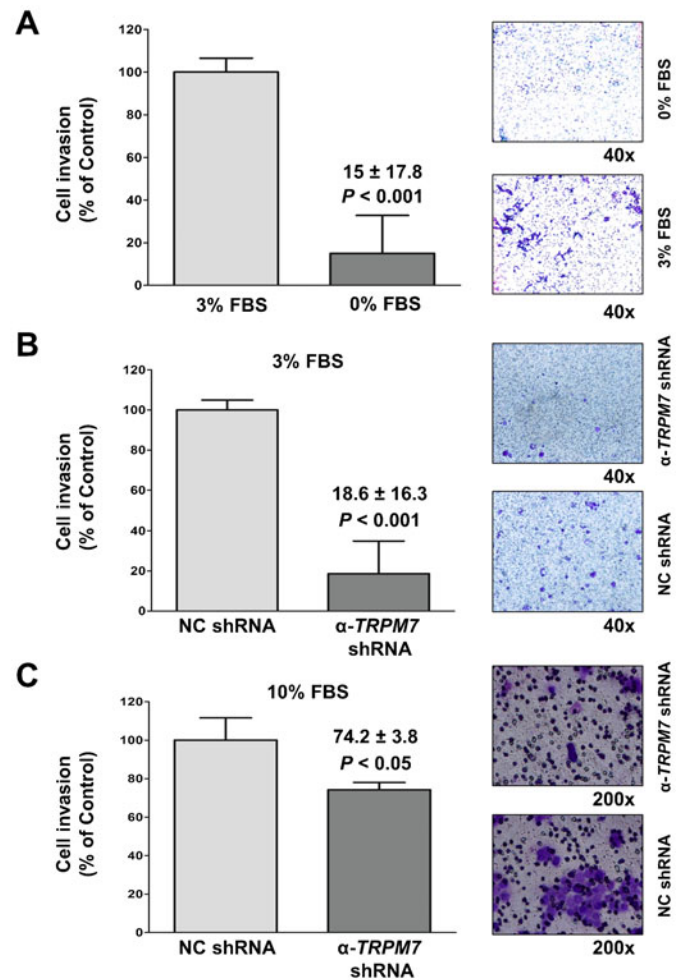 A
Cell invasion
(% of Control)
120
100
80
60
40
20
0
15 ± 17.8
P < 0.001
3% FBS
0% FBS
0% FBS
40x
3% FBS
40x
B
3% FBS
Cell invasion
(% of Control)
120
100
80
60
40
20
0
18.6 ± 16.3
P < 0.001
NC shRNA
α-TRPM7
shRNA
α-TRPM7 shRNA
40x
NC shRNA
40x
C
10% FBS
Cell invasion
(% of Control)
120
100
80
60
40
20
0
74.2 ± 3.8
P < 0.05
NC shRNA
α-TRPM7
shRNA
α-TRPM7 shRNA
200x
NC shRNA
200x